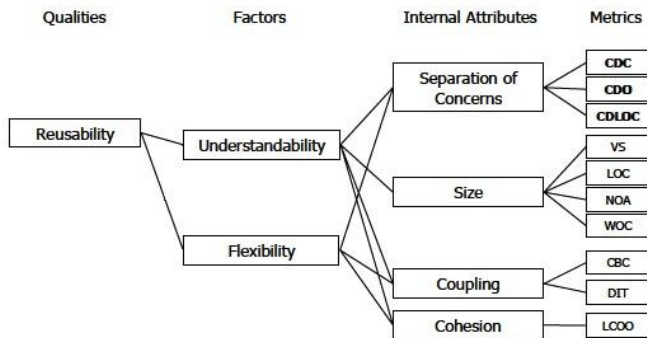 Qualities Factors Internal Attributes Metrics
Reusability
Understandability
Flexibility
Separation of
Concerns
Size
Coupling
Cohesion
CDC
CDO
CDLOC
VS
LOC
NOA
WOC
CBC
DIT
LCOO